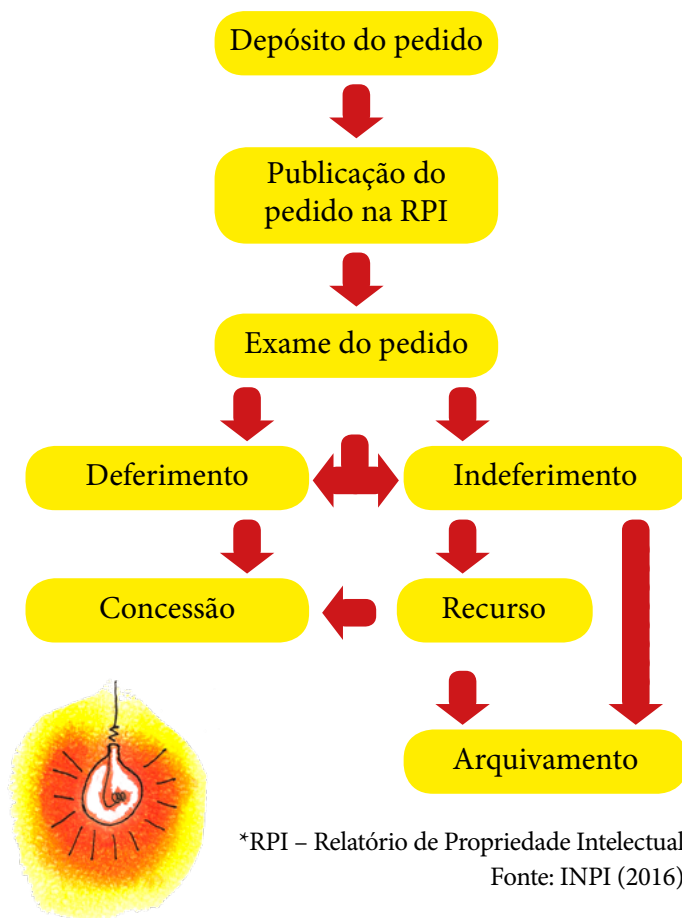 Depósito do pedido
Publicação do
pedido na RPI
Exame do pedido
Deferimento
Indeferimento
Concessão
Recurso
Arquivamento
*RPI – Relatório de Propriedade Intelectual
Fonte: INPI (2016)